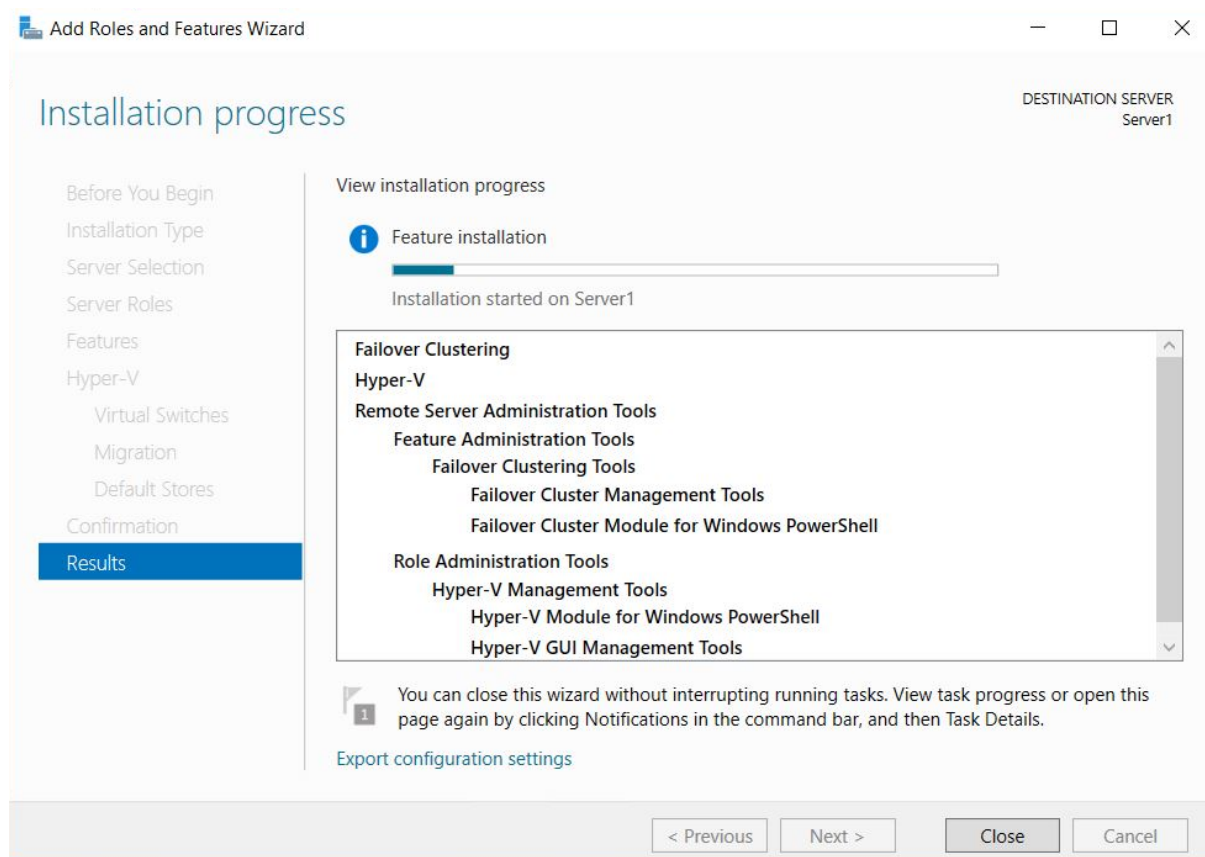 Add Roles and Features Wizard
Installation progress
DESTINATION SERVER
Server1
Before You Begin
Installation Type
Server Selection
Server Roles
Features
Hyper-V
Virtual Switches
Migration
Default Stores
Confirmation
Results
View installation progress
Feature installation
Installation started on Server1
Failover Clustering
Hyper-V
Remote Server Administration Tools
Feature Administration Tools
Failover Clustering Tools
Failover Cluster Management Tools
Failover Cluster Module for Windows PowerShell
Role Administration Tools
Hyper-V Management Tools
Hyper-V Module for Windows PowerShell
Hyper-V GUI Management Tools
1
You can close this wizard without interrupting running tasks. View task progress or open this
page again by clicking Notifications in the command bar, and then Task Details.
Export configuration settings
< Previous
Next >
Close
Cancel